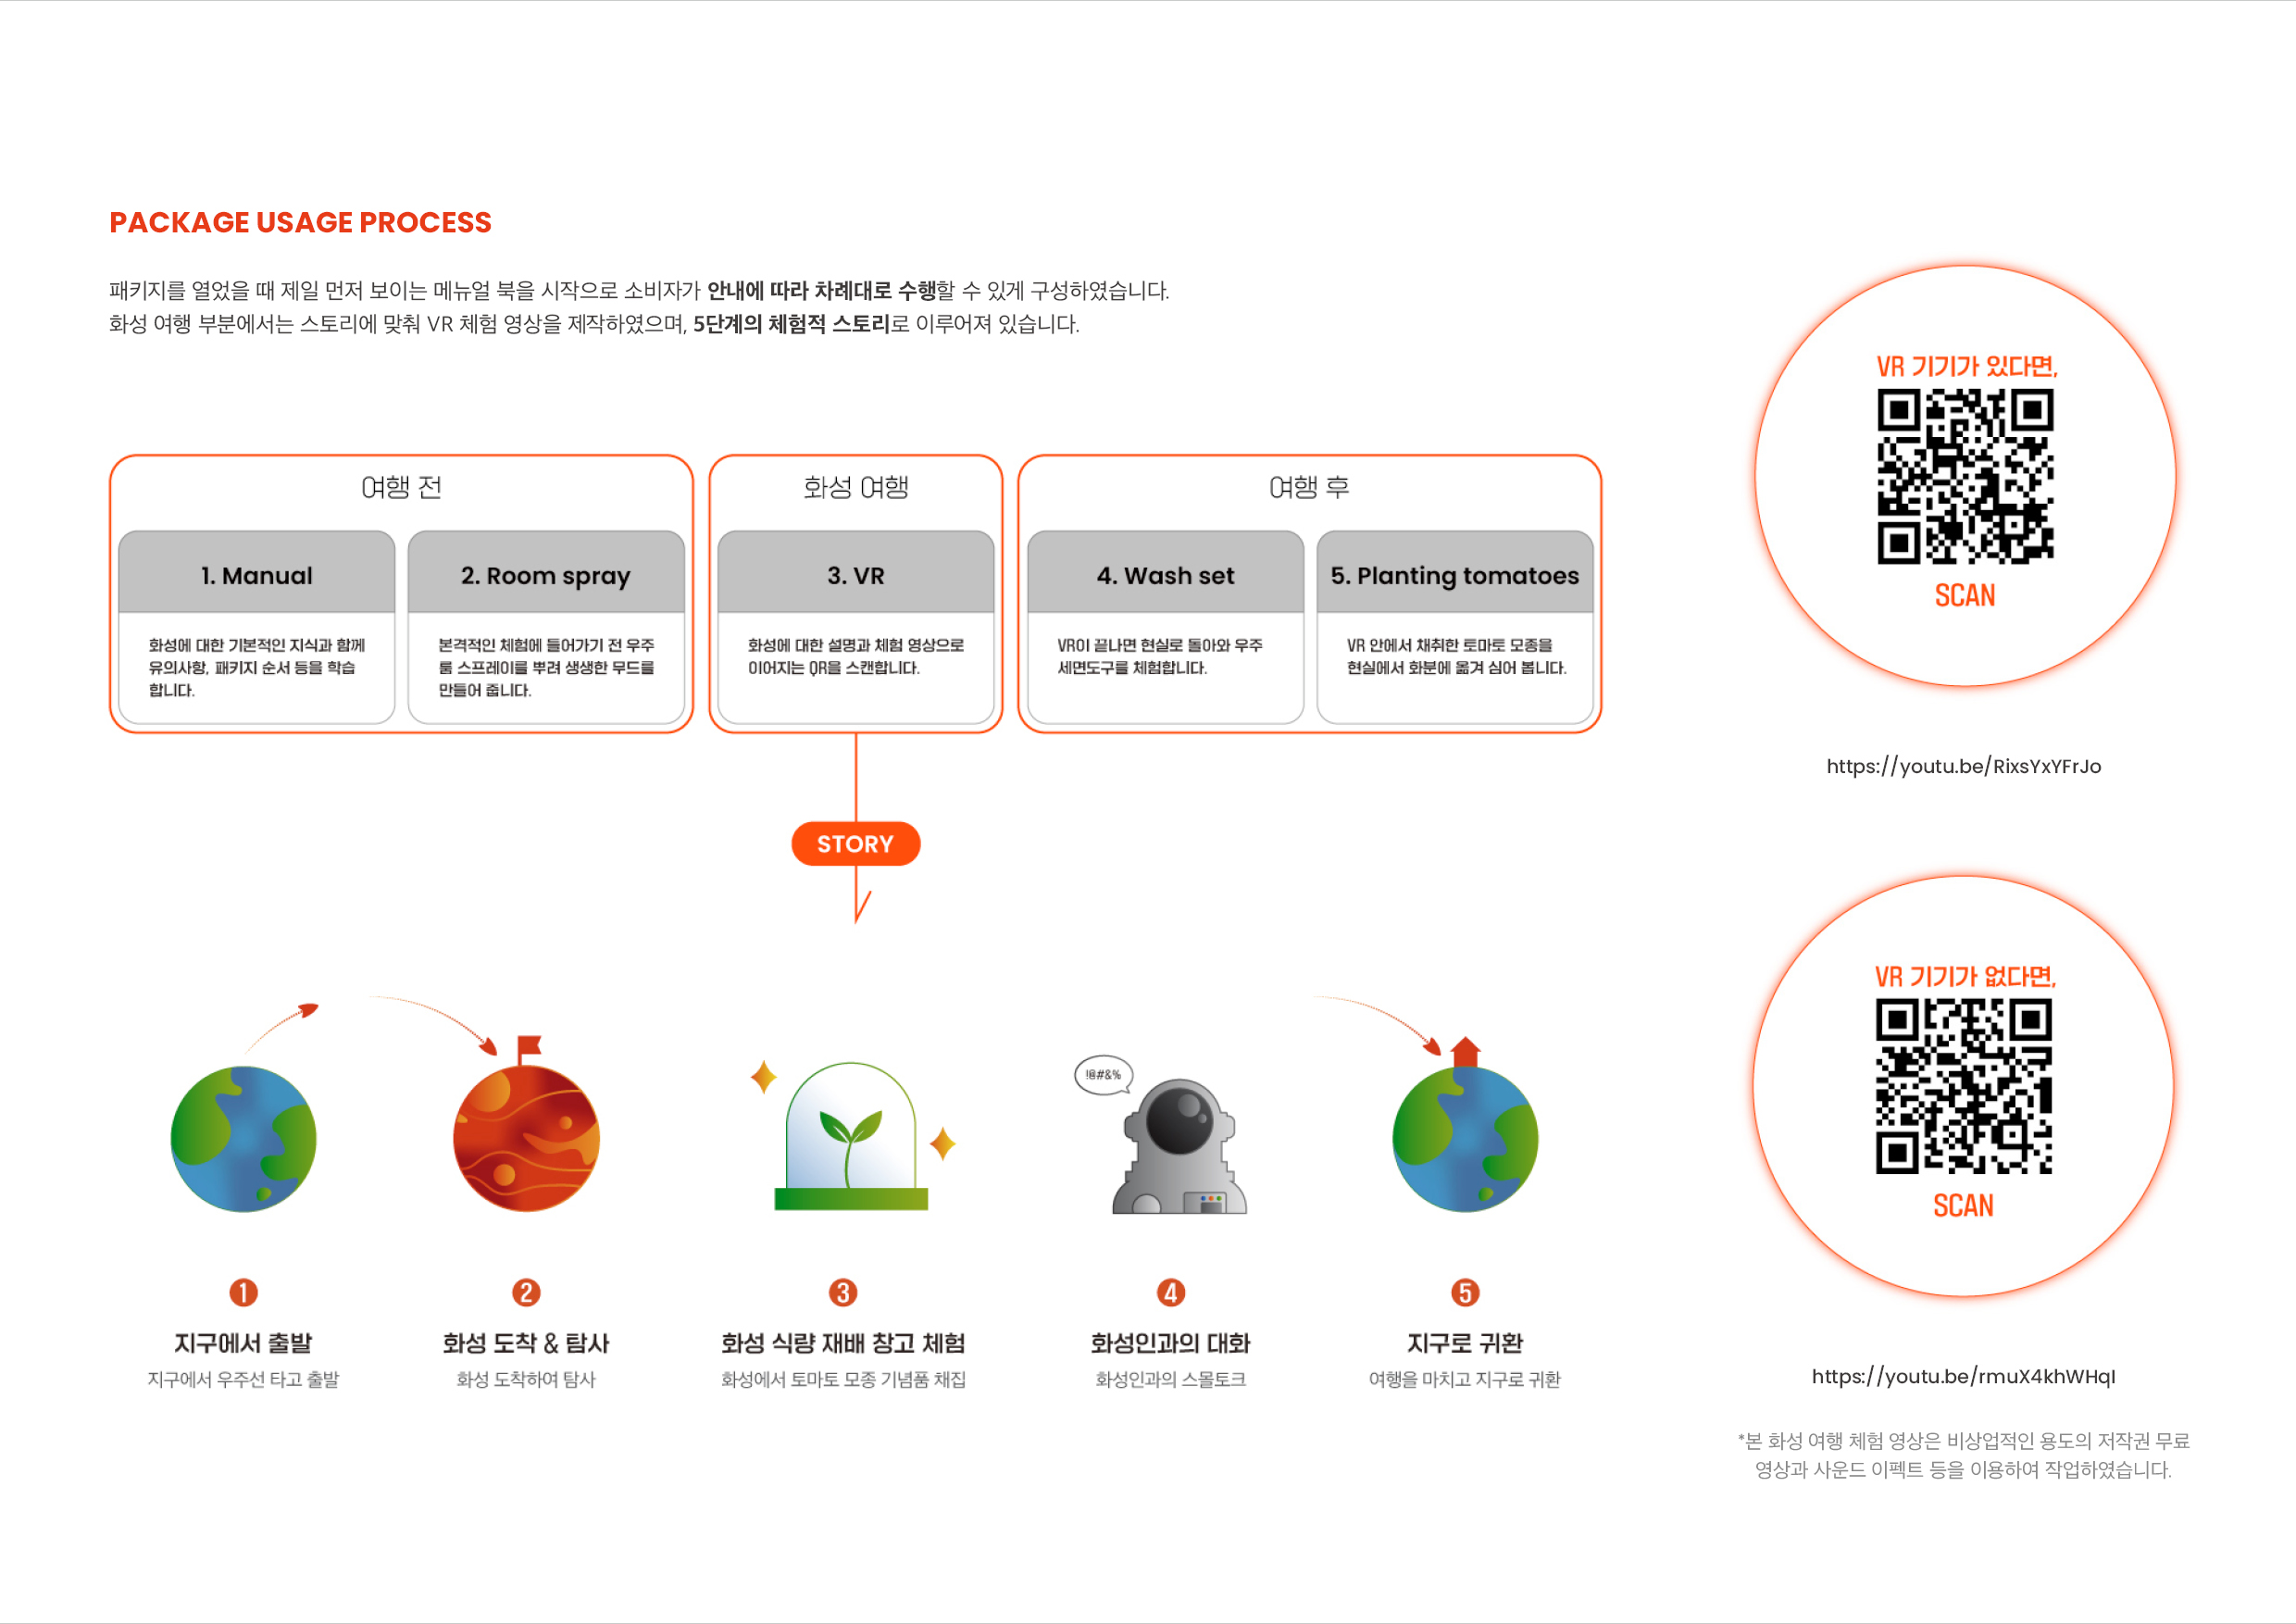 PACKAGE USAGE PROCESS
패키지를 열었을 때 제일 먼저 보이는 메뉴얼 북을 시작으로 소비자가 안내에 따라 차례대로 수행할 수 있게 구성하였습니다.
화성 여행 부분에서는 스토리에 맞춰 VR 체험 영상을 제작하였으며, 5단계의 체험적 스토리로 이루어져 있습니다.
여행 전
1. Manual
화성에 대한 기본적인 지식과 함께
유의사항, 패키지 순서 등을 학습
합니다.
2. Room spray
본격적인 체험에 들어가기 전 우주
룸 스프레이를 뿌려 생생한 무드를
만들어 줍니다.
화성 여행
3. VR
화성에 대한 설명과 체험 영상으로
이어지는 QR을 스캔합니다.
여행 후
4. Wash set
VR이 끝나면 현실로 돌아와 우주
세면도구를 체험합니다.
5. Planting tomatoes
VR 안에서 채취한 토마토 모종을
현실에서 화분에 옮겨 심어 봅니다.
STORY
!@#&%
1
지구에서 출발
지구에서 우주선 타고 출발
2
화성 도착 & 탐사
화성 도착하여 탐사
3
화성 식량 재배 창고 체험
화성에서 토마토 모종 기념품 채집
4
화성인과의 대화
화성인과의 스몰토크
5
지구로 귀환
여행을 마치고 지구로 귀환
VR 기기가 있다면,
SCAN
https://youtu.be/RixsYxYFrJo
VR 기기가 없다면,
SCAN
https://youtu.be/rmuX4khWHqI
*본 화성 여행 체험 영상은 비상업적인 용도의 저작권 무료
영상과 사운드 이펙트 등을 이용하여 작업하였습니다.